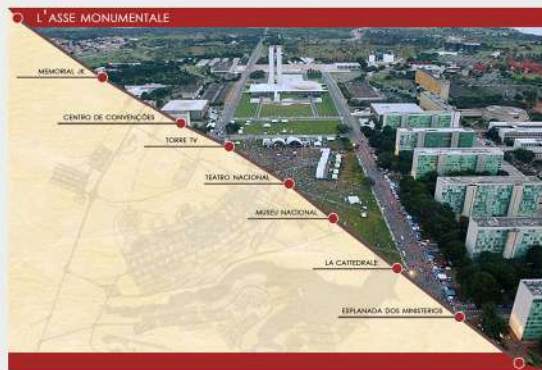 L'ASSE MONUMENTALE
MEMORIAL JK
CENTRO DE CONVENÇÕES
TORRE TV
TEATRO NACIONAL
MUSEU NACIONAL
LA CATTEDRALE
ESPLANADA DOS MINISTERIOS